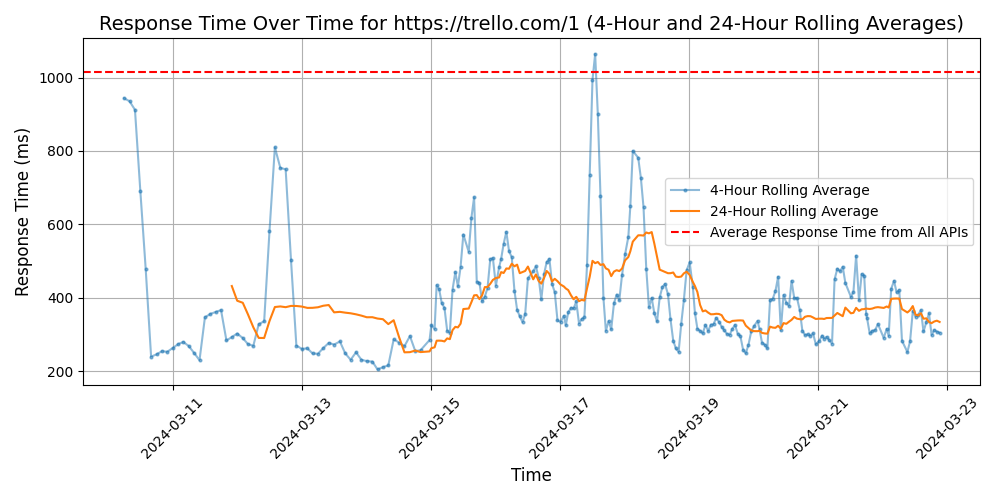 Response Time Over Time for https://trello.com/1 (4-Hour and 24-Hour Rolling Averages)
Response Time (ms)
1000
800
600
400
200
4-Hour Rolling Average
24-Hour Rolling Average
Average Response Time from All APIs
2024-03-11
2024-03-13
2024-03-15
2024-03-17
2024-03-19
2024-03-21
2024-03-23
Time